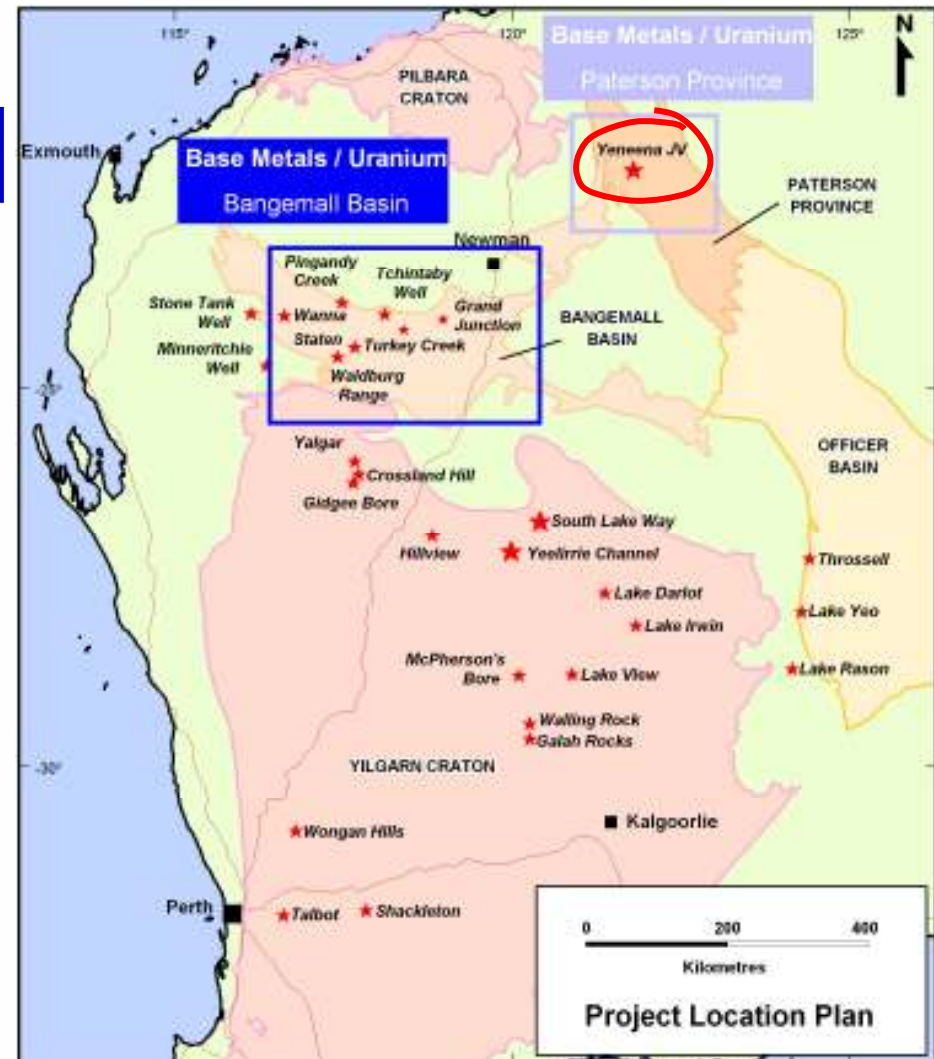 115°
120°
125°
N
Base Metals / Uranium
Paterson Province
PILBARA
CRATON
Exmouth
Yeneena JV
Base Metals / Uranium
Bangemall Basin
PATERSON
PROVINCE
Newman
Pingandy
Creek
Tchintaby
Well
Stone Tank
Well
Wanna
Grand
Junction
BANGEMALL
BASIN
Staten
Turkey Creek
Minneritchie
Well
Waldburg
Range
-25°
Yalgar
Crossland Hill
Gidgee Bore
OFFICER
BASIN
South Lake Way
Hillview
Yeelirrie Channel
Throssell
Lake Darlot
Lake Yeo
Lake Irwin
McPherson's
Bore
Lake View
Lake Rason
Walling Rock
Galah Rocks
-30°
YILGARN CRATON
Kalgoorlie
Wongan Hills
Perth
Talbot
Shackleton
0 200 400
Kilometres
Project Location Plan